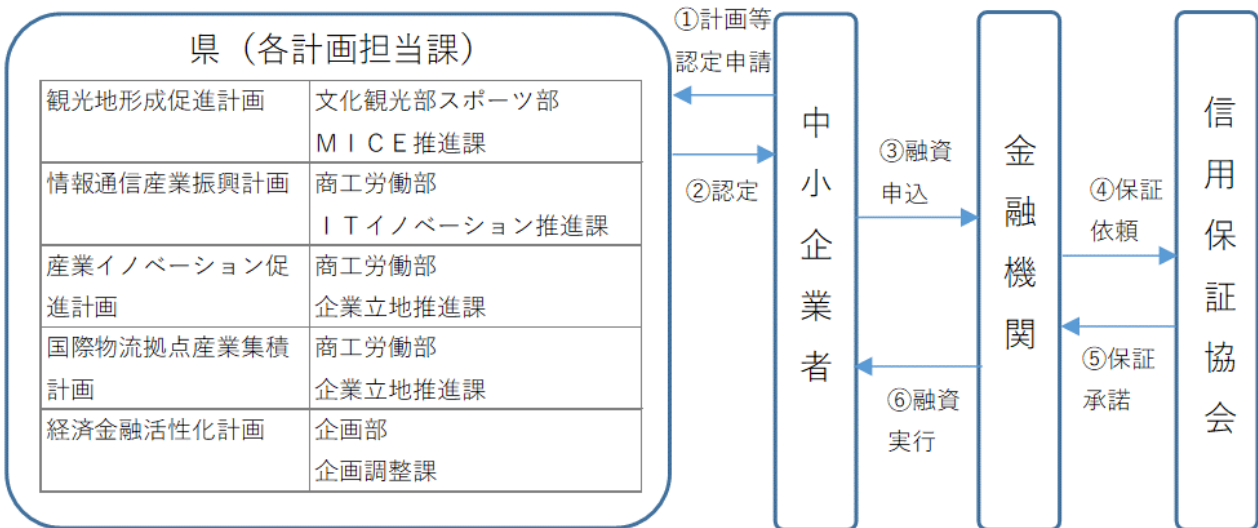 県（各計画担当課）
観光地形成促進計画
文化観光部スポーツ部
ＭＩＣＥ推進課
情報通信産業振興計画
商工労働部
ＩＴイノベーション推進課
産業イノベーション促
進計画
商工労働部
企業立地推進課
国際物流拠点産業集積
計画
商工労働部
企業立地推進課
経済金融活性化計画
企画部
企画調整課
①計画等
認定申請
②認定
中小企業者
③融資
申込
⑥融資
実行
金融機関
④保証
依頼
⑤保証
承諾
信用保証協会